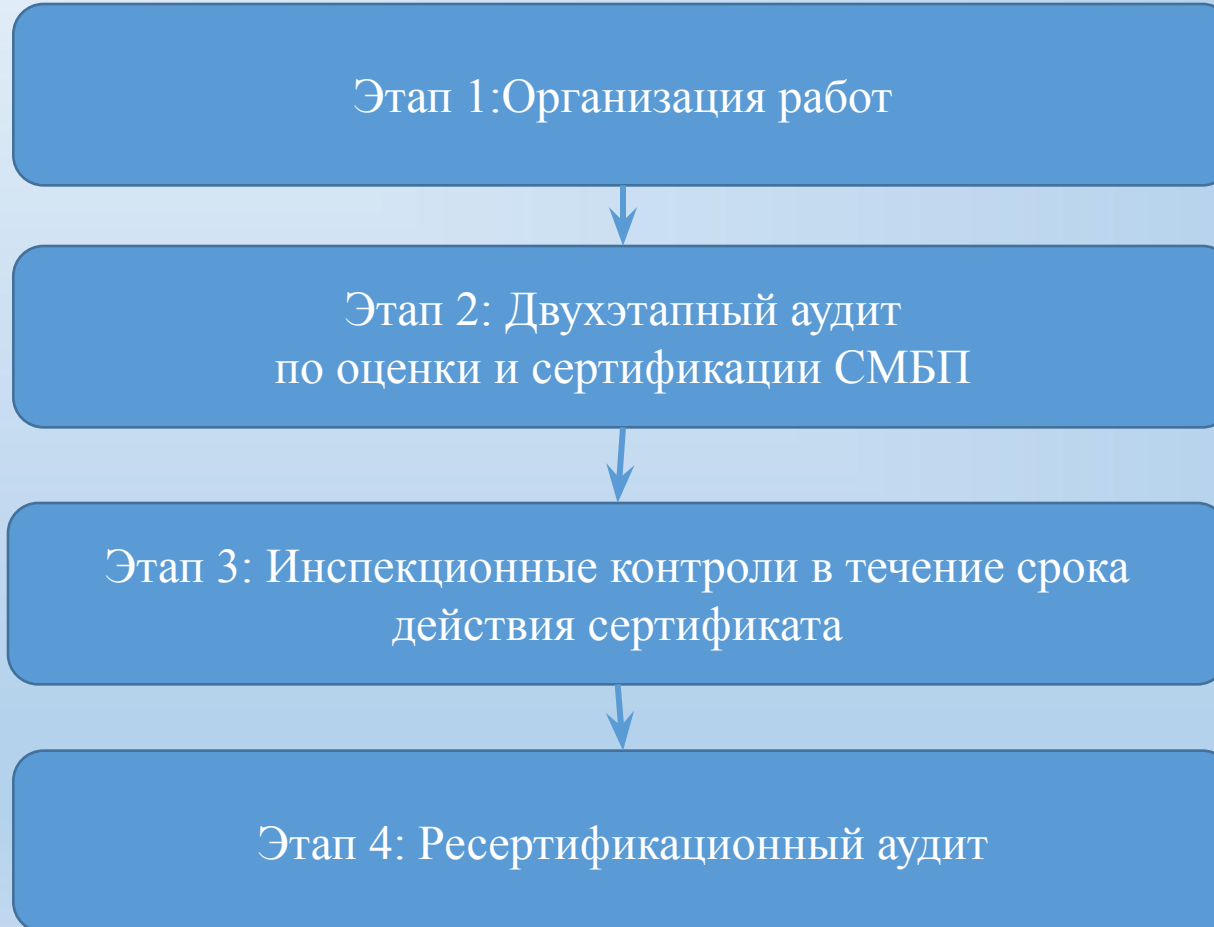 Этап 1:Организация работ
Этап 2: Двухэтапный аудит
по оценки и сертификации СМБП
Этап 3: Инспекционные контроли в течение срока
действия сертификата
Этап 4: Ресертификационный аудит